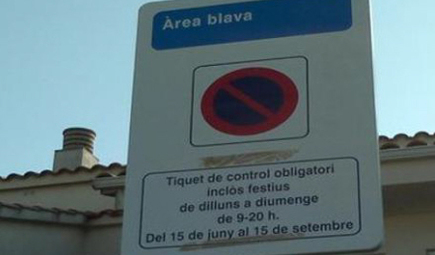 Àrea blava
Tiquet de control obligatori
inclòs festius
de dilluns a diumenge
de 9-20 h.
Del 15 de juny al 15 de setembre